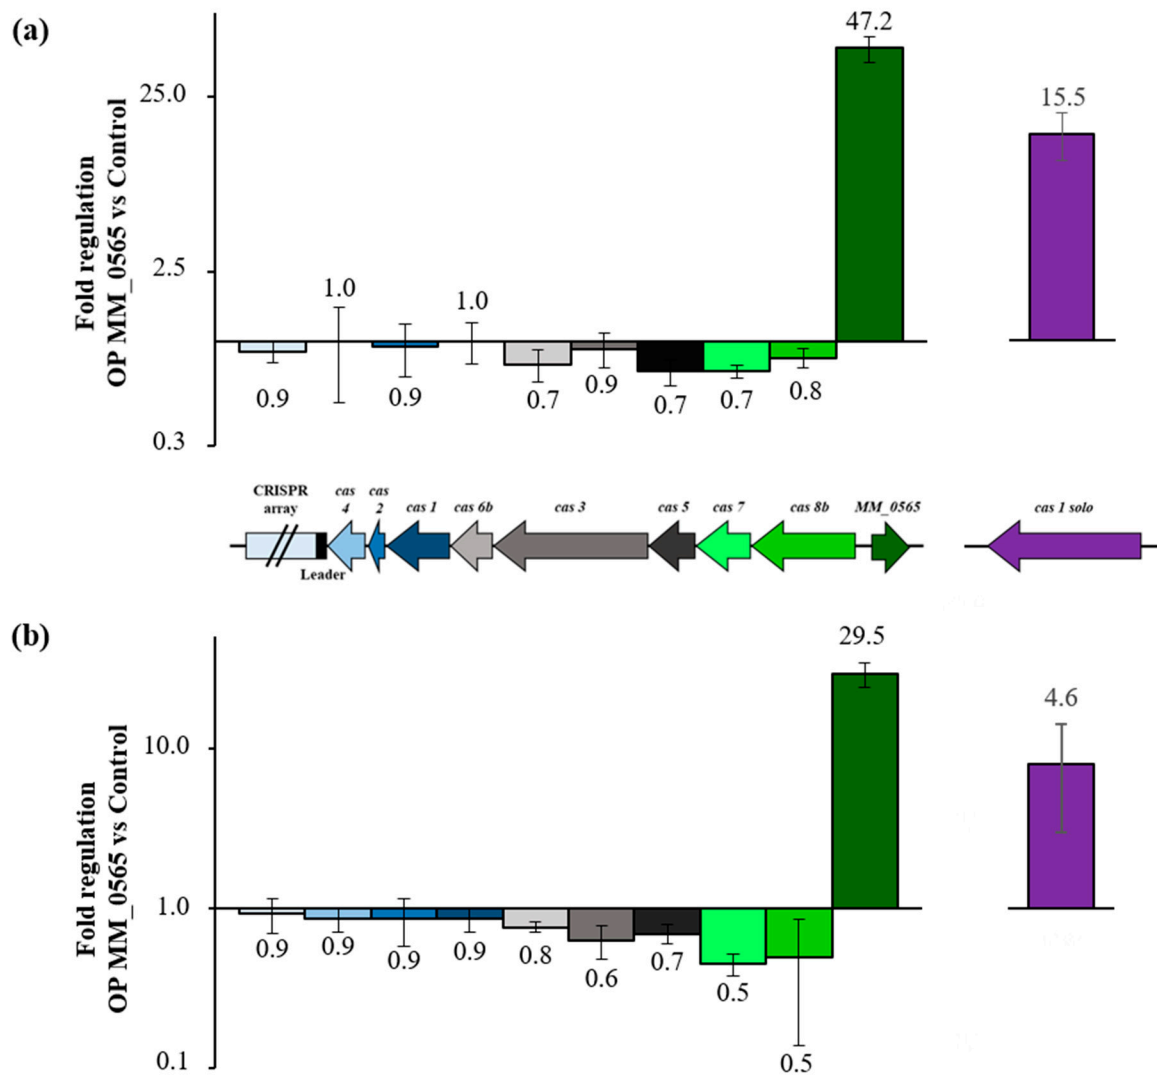 (a)
Fold regulation
OP MM_0565 vs Control
25.0
2.5
0.3
0.9
1.0
0.9
1.0
0.7
0.9
0.7
0.7
0.8
47.2
15.5
CRISPR
array
Leader
cas
4
cas
2
cas 1
cas 6b
cas 3
cas 5
cas 7
cas 8b
MM_0565
cas 1 solo
(b)
Fold regulation
OP MM_0565 vs Control
10.0
1.0
0.1
0.9
0.9
0.9
0.9
0.8
0.6
0.7
0.5
0.5
29.5
4.6